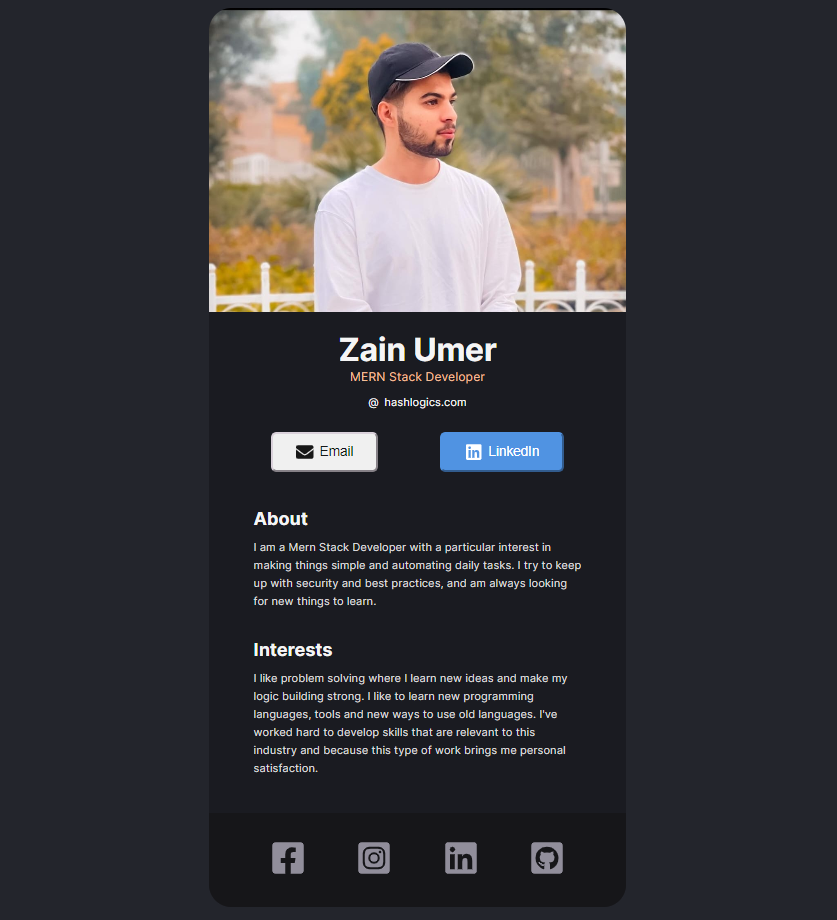 Zain Umer
MERN Stack Developer
@ hashlogics.com
Email
LinkedIn
About
I am a Mern Stack Developer with a particular interest in
making things simple and automating daily tasks. I try to keep
up with security and best practices, and am always looking
for new things to learn.
Interests
I like problem solving where I learn new ideas and make my
logic building strong. I like to learn new programming
languages, tools and new ways to use old languages. I've
worked hard to develop skills that are relevant to this
industry and because this type of work brings me personal
satisfaction.